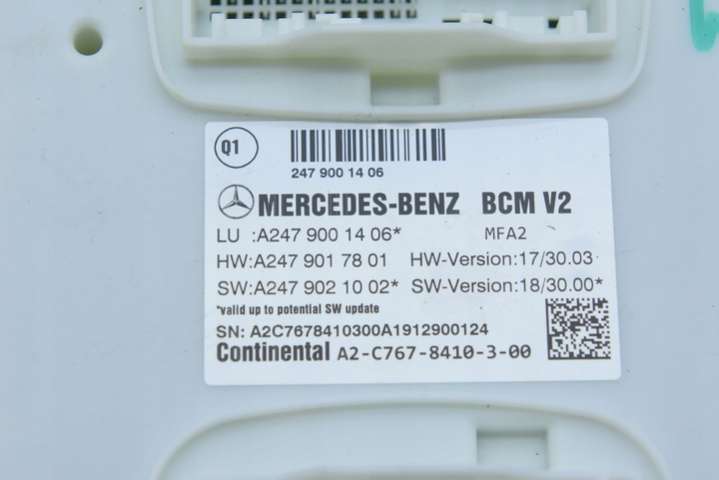 Q1
247 900 14 06
MERCEDES-BENZ BCM V2
LU :A247 900 14 06* MFA2
HW:A247 901 78 01 HW-Version:17/30.03
SW:A247 902 10 02* SW-Version:18/30.00*
*valid up to potential SW update
SN: A2C7678410300A1912900124
Continental A2-C767-8410-3-00